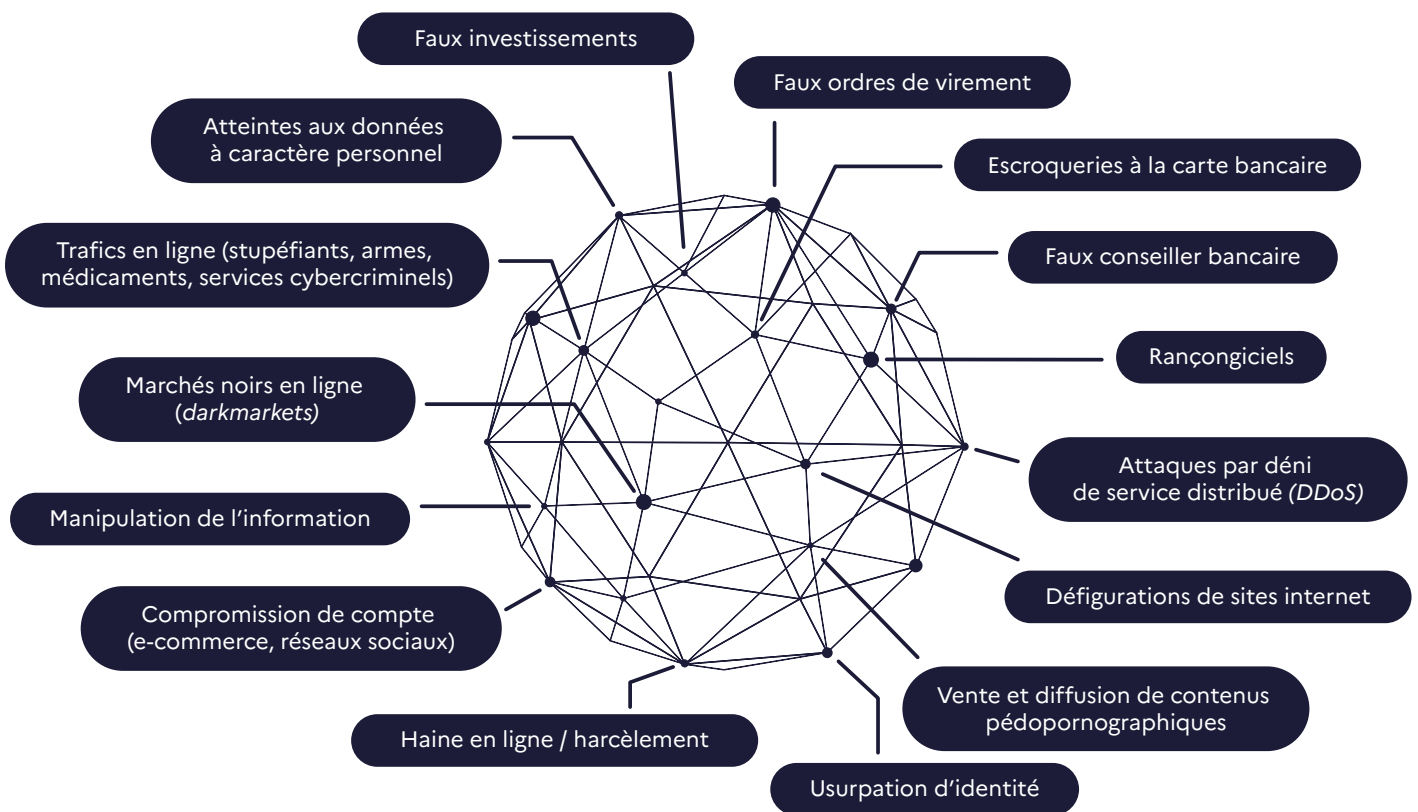 Faux investissements
Faux ordres de virement
Atteintes aux données
à caractère personnel
Escroqueries à la carte bancaire
Trafics en ligne (stupéfiants, armes,
médicaments, services cybercriminels)
Faux conseiller bancaire
Rançongiciels
Marchés noirs en ligne
(darkmarkets)
Attaques par déni
de service distribué (DDoS)
Manipulation de l’information
Défigurations de sites internet
Compromission de compte
(e-commerce, réseaux sociaux)
Vente et diffusion de contenus
pédopornographiques
Haine en ligne / harcèlement
Usurpation d’identité